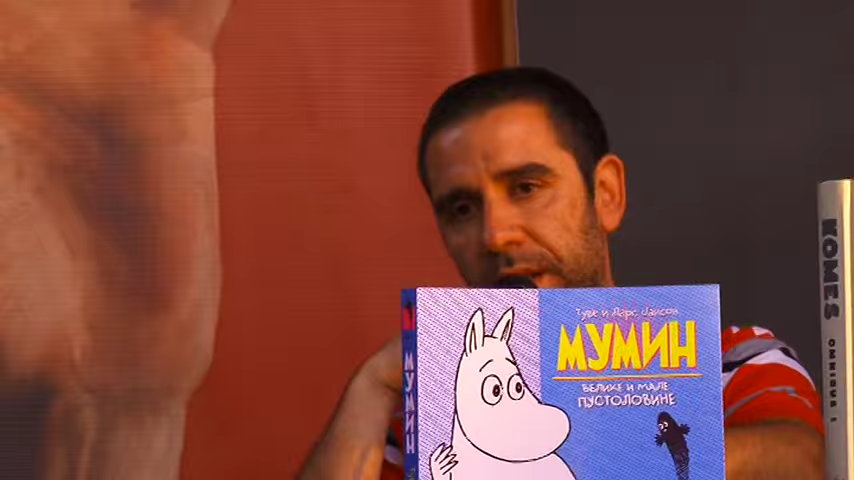 Туве и Ларс Јансон
МУМИН
ВЕЛИКЕ И МАЛЕ
ПУСТОЛОВИНЕ
МУМИН
KOMES
OMNIBUS 1